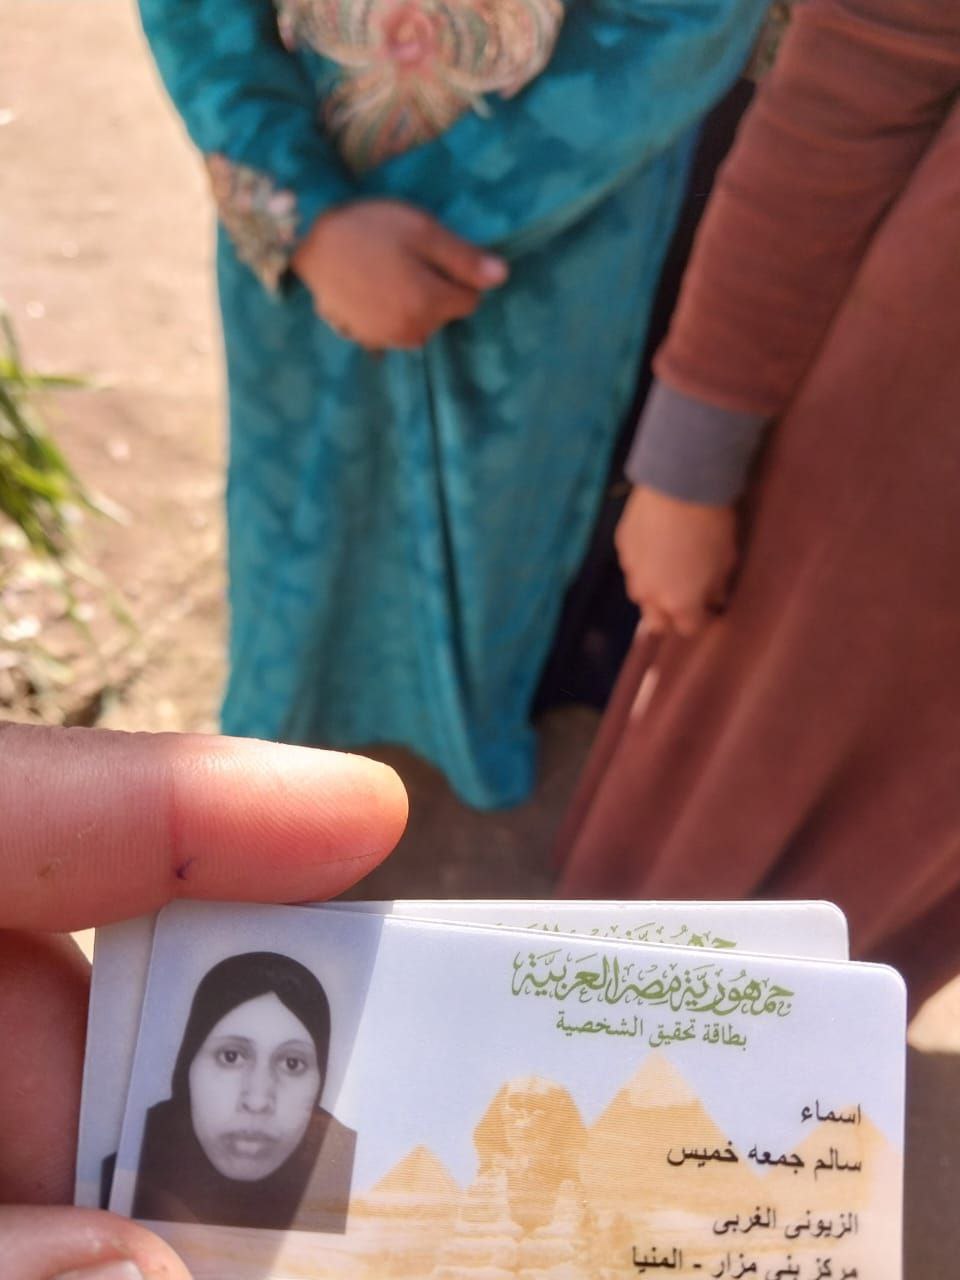 جمهورية مصر العربية
بطاقة تحقيق الشخصية
اسماء
سالم جمعه خميس
الزيونى الغربى
مركز بنى مزار - المنيا